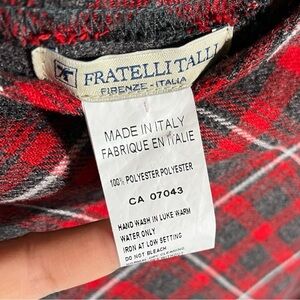 FRATELLI TALLI
FIRENZE - ITALIA
MADE IN ITALY
FABRIQUE EN ITALIE
100% POLYESTER POLYESTER
CA 07043
HAND WASH IN LUKE WARM
WATER ONLY
IRON AT LOW SETTING
DO NOT BLEACH